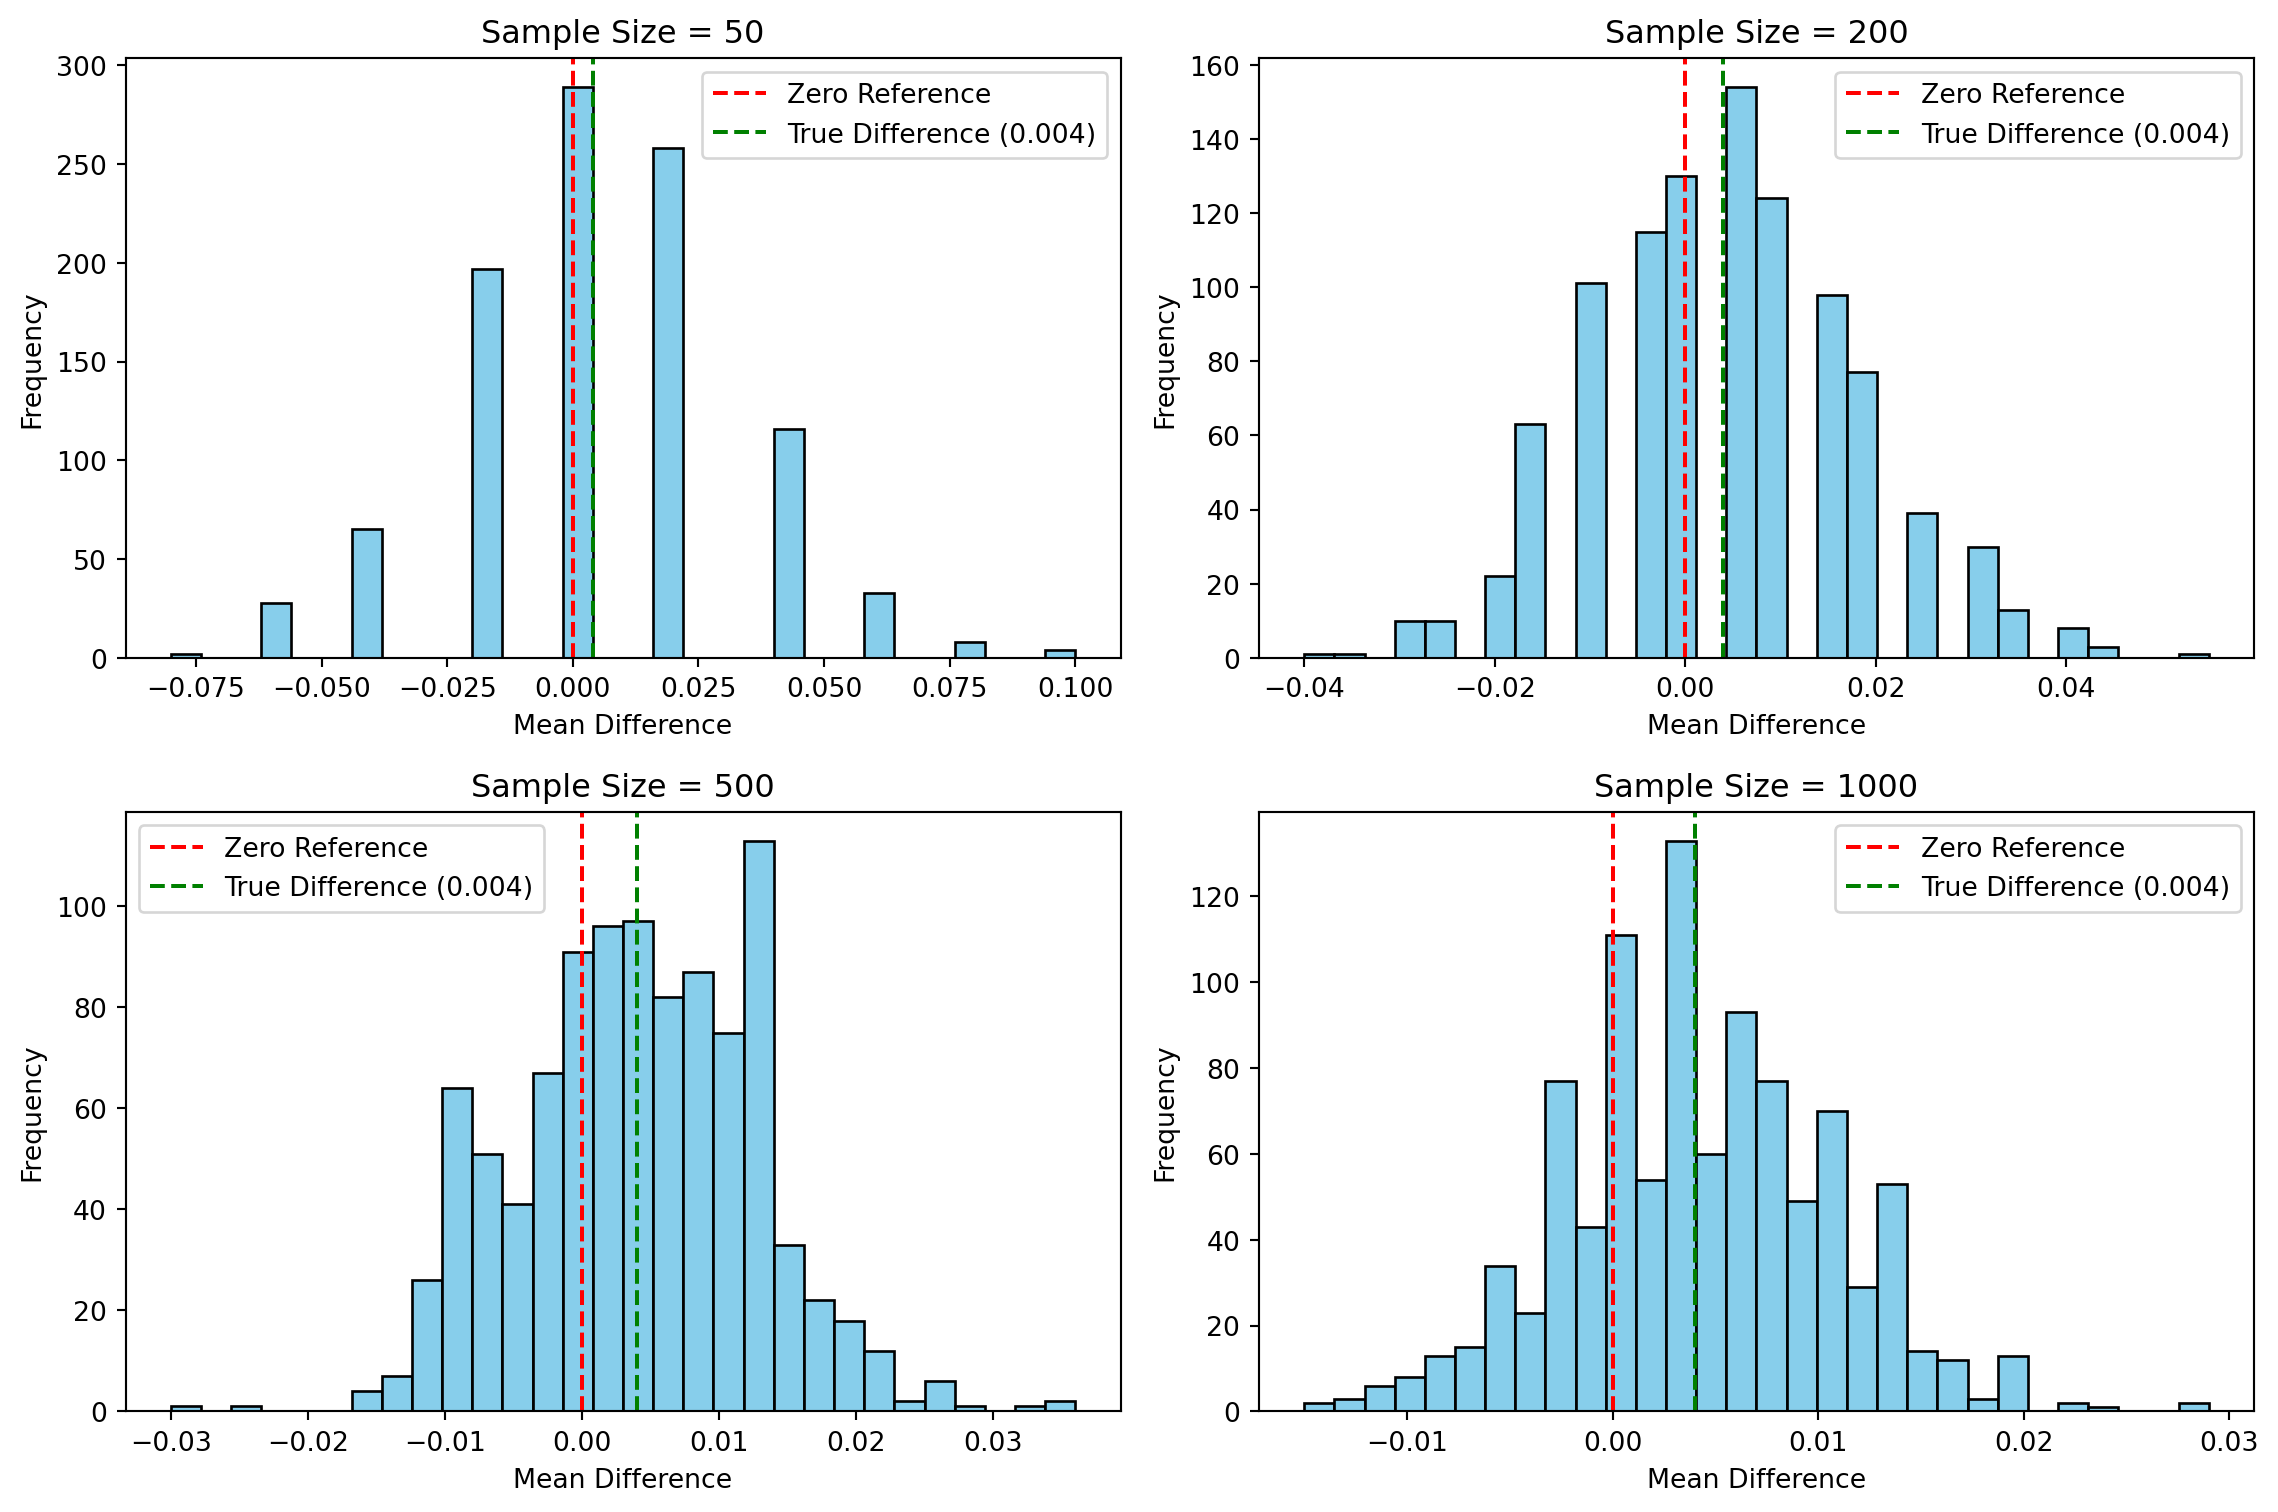 Sample Size = 50
300
250
200
150
100
50
0
Frequency
Zero Reference
True Difference (0.004)
−0.075 −0.050 −0.025 0.000 0.025 0.050 0.075 0.100
Mean Difference
Sample Size = 200
160
140
120
100
80
60
40
20
0
Frequency
Zero Reference
True Difference (0.004)
−0.04 −0.02 0.00 0.02 0.04
Mean Difference
Sample Size = 500
100
80
60
40
20
0
Frequency
Zero Reference
True Difference (0.004)
−0.03 −0.02 −0.01 0.00 0.01 0.02 0.03
Mean Difference
Sample Size = 1000
120
100
80
60
40
20
0
Frequency
Zero Reference
True Difference (0.004)
−0.01 0.00 0.01 0.02 0.03
Mean Difference